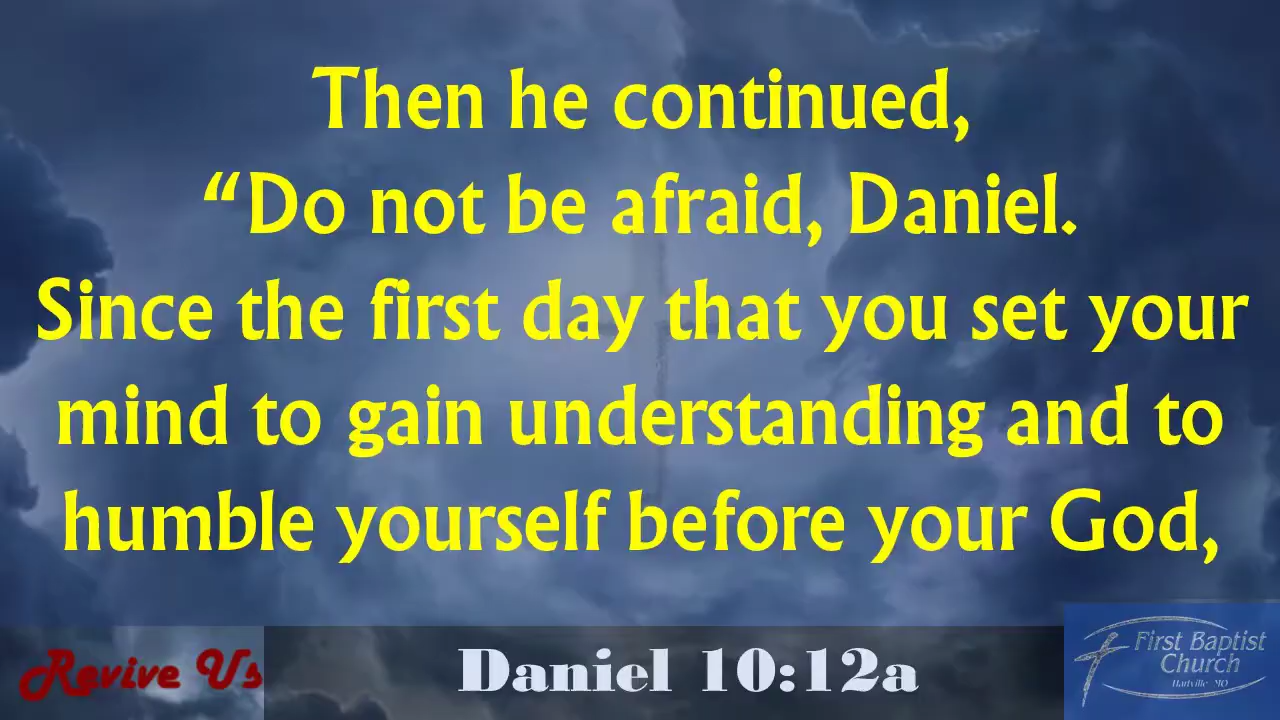 Then he continued,
“Do not be afraid, Daniel.
Since the first day that you set your
mind to gain understanding and to
humble yourself before your God,
Revive Us
Daniel 10:12a
First Baptist
Church
Hartville MO